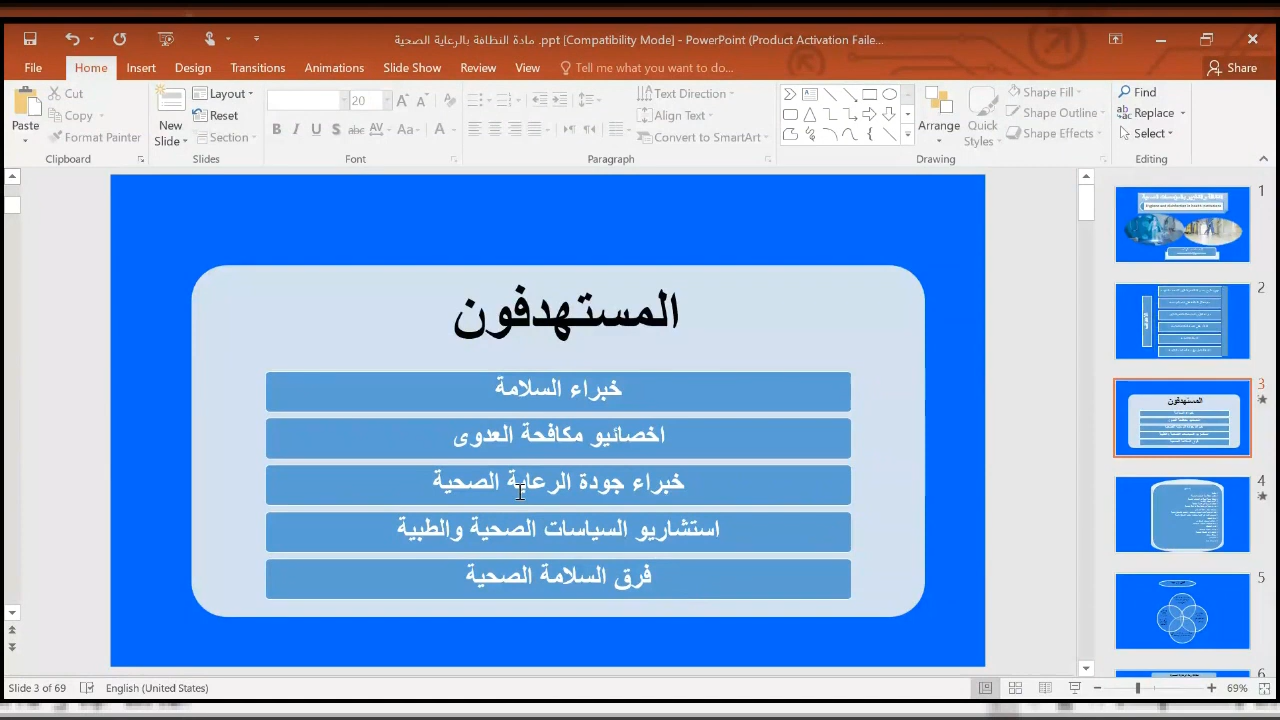 مادة النظافة بالرعاية الصحية .ppt [Compatibility Mode] - PowerPoint (Product Activation Faile...
File Home Insert Design Transitions Animations Slide Show Review View Tell me what you want to do... Share
Paste
Cut
Copy
Format Painter
Clipboard
New Slide
Layout
Reset
Section
Slides
20
B I U S abc AV Aa A
Font
Text Direction
Align Text
Convert to SmartArt
Paragraph
Arrange
Quick Styles
Shape Fill
Shape Outline
Shape Effects
Drawing
Find
Replace
Select
Editing
المستهدفون
خبراء السلامة
أخصائيو مكافحة العدوى
خبراء جودة الرعاية الصحية
استشاريو السياسات الصحية والطبية
فرق السلامة الصحية
1
2
3
المستهدفون
4
5
6
Slide 3 of 69 English (United States) 69%